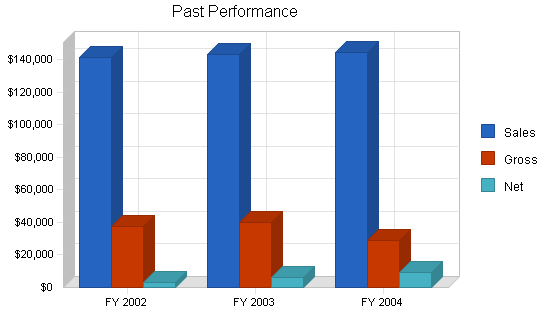 Past Performance
$140,000
$120,000
$100,000
$80,000
$60,000
$40,000
$20,000
$0
FY 2002
FY 2003
FY 2004
Sales
Gross
Net